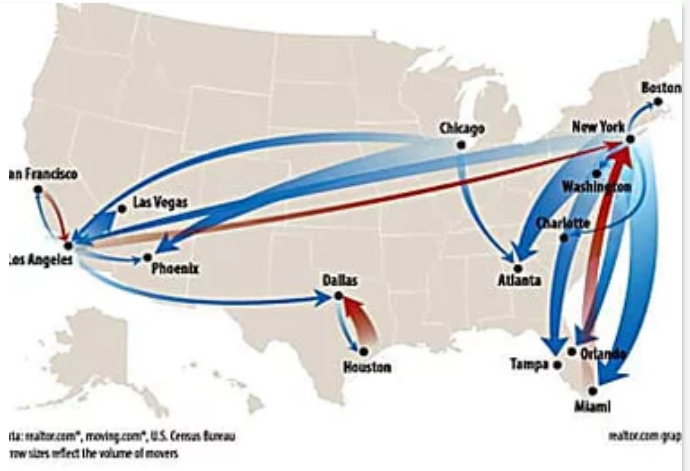 Boston
Chicago
New York
an Francisco
Washington
Las Vegas
Charlotte
Los Angeles
Phoenix
Atlanta
Dallas
Orlando
Tampa
Houston
Miami
ta: realtor.com*, moving.com*, U.S. Census Bureau
realtor.com grap
row sizes reflect the volume of movers